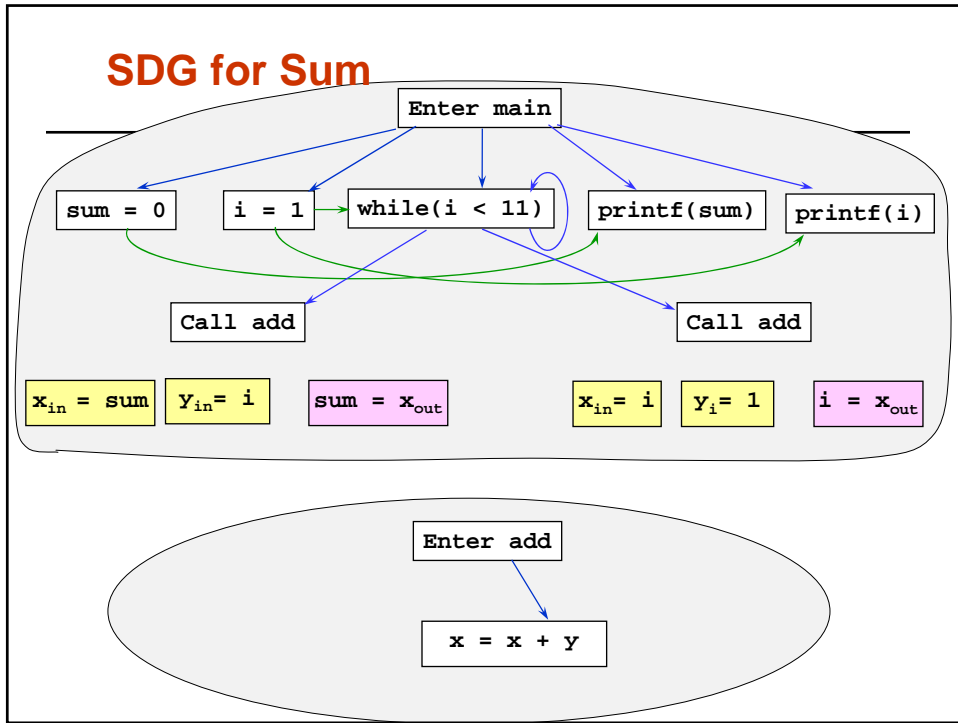 SDG for Sum
Enter main
sum = 0
i = 1
while(i < 11)
printf(sum)
printf(i)
Call add
Call add
xin = sum
yin= i
sum = xout
xin= i
yi= 1
i = xout
Enter add
x = x + y